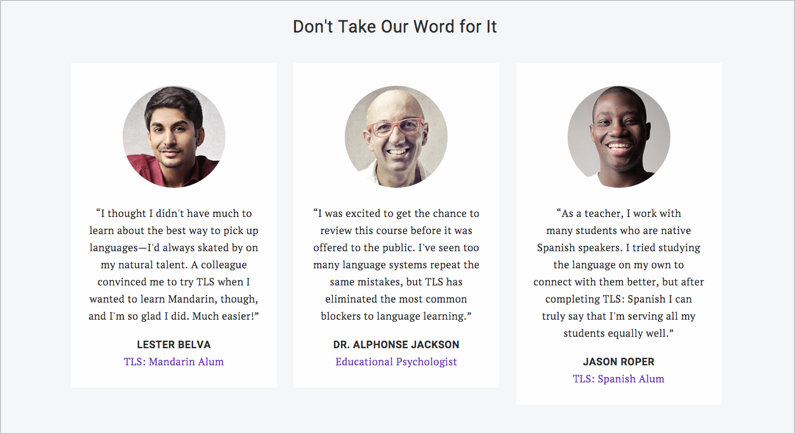 Don't Take Our Word for It
“I thought I didn't have much to
learn about the best way to pick up
languages—I'd always skated by on
my natural talent. A colleague
convinced me to try TLS when I
wanted to learn Mandarin, though,
and I'm so glad I did. Much easier!”
LESTER BELVA
TLS: Mandarin Alum
“I was excited to get the chance to
review this course before it was
offered to the public. I've seen too
many language systems repeat the
same mistakes, but TLS has
eliminated the most common
blockers to language learning.”
DR. ALPHONSE JACKSON
Educational Psychologist
“As a teacher, I work with
many students who are native
Spanish speakers. I tried studying
the language on my own to
connect with them better, but after
completing TLS: Spanish I can
truly say that I'm serving all my
students equally well.”
JASON ROPER
TLS: Spanish Alum